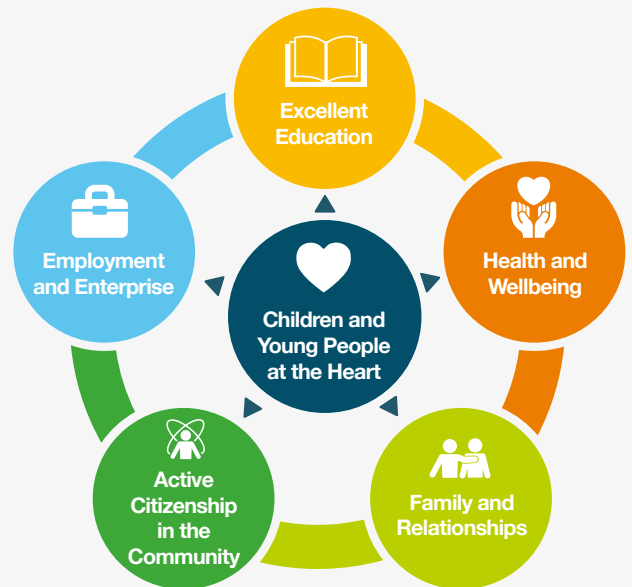 Excellent
Education
Employment
and Enterprise
Health and
Wellbeing
Children and
Young People
at the Heart
Active
Citizenship
in the
Community
Family and
Relationships